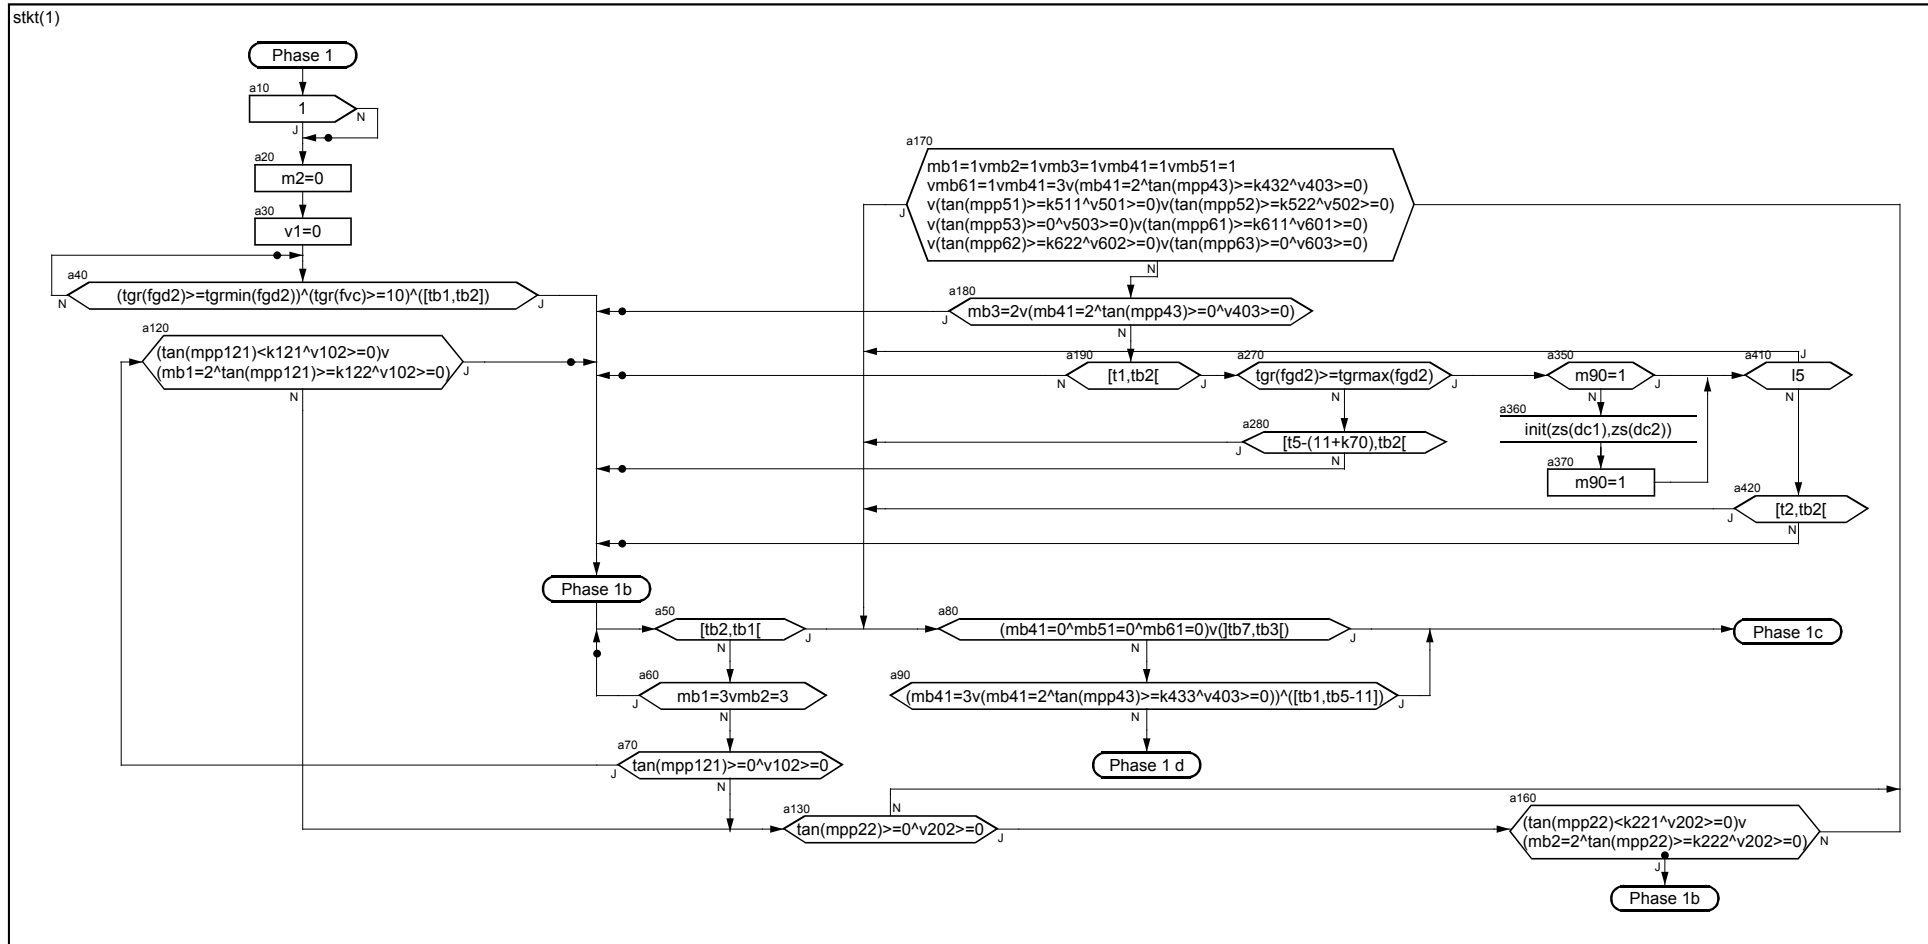 stkt(1)
Phase 1
a10
1
N
J
a20
m2=0
a30
v1=0
a40
(tgr(fgd2)>=tgrmin(fgd2))^(tgr(fvc)>=10)^([tb1,tb2])
N
J
a120
(tan(mpp121)<k121^v102>=0)v
(mb1=2^tan(mpp121)>=k122^v102>=0)
J
N
a170
mb1=1vmb2=1vmb3=1vmb41=1vmb51=1
vmb61=1vmb41=3v(mb41=2^tan(mpp43)>=k432^v403>=0)
v(tan(mpp51)>=k511^v501>=0)v(tan(mpp52)>=k522^v502>=0)
v(tan(mpp53)>=0^v503>=0)v(tan(mpp61)>=k611^v601>=0)
v(tan(mpp62)>=k622^v602>=0)v(tan(mpp63)>=0^v603>=0)
J
N
a180
mb3=2v(mb41=2^tan(mpp43)>=0^v403>=0)
J
N
a190
[t1,tb2[
N
J
a270
tgr(fgd2)>=tgrmax(fgd2)
J
N
a350
m90=1
J
N
a410
l5
J
N
a360
init(zs(dc1),zs(dc2))
a280
[t5-(11+k70),tb2[
J
N
a370
m90=1
a420
[t2,tb2[
J
N
Phase 1b
a50
[tb2,tb1[
J
N
a80
(mb41=0^mb51=0^mb61=0)v(]tb7,tb3[)
J
N
Phase 1c
a60
mb1=3vmb2=3
J
N
a90
(mb41=3v(mb41=2^tan(mpp43)>=k433^v403>=0))^([tb1,tb5-11])
J
N
a70
tan(mpp121)>=0^v102>=0
J
N
Phase 1 d
a130
tan(mpp22)>=0^v202>=0
N
J
a160
(tan(mpp22)<k221^v202>=0)v
(mb2=2^tan(mpp22)>=k222^v202>=0)
N
J
Phase 1b